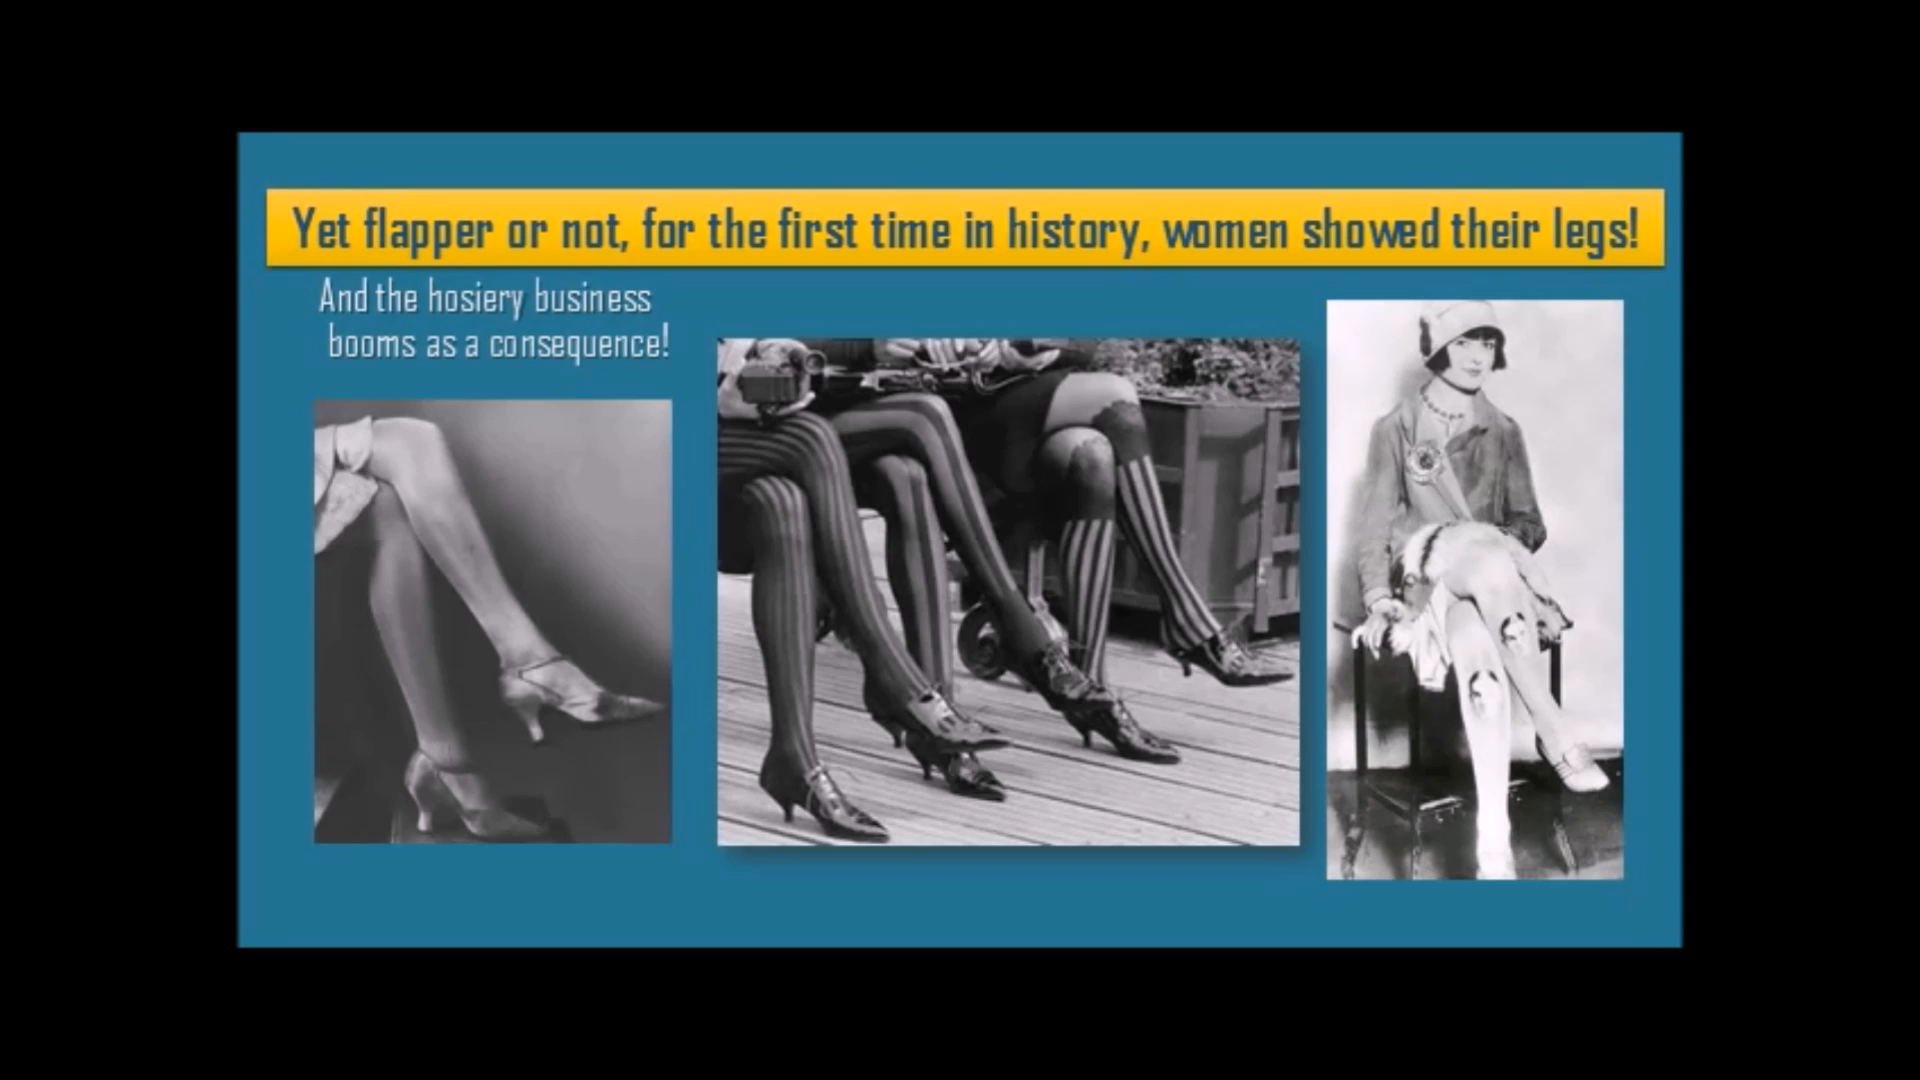 Yet flapper or not, for the first time in history, women showed their legs!
And the hosiery business
booms as a consequence!